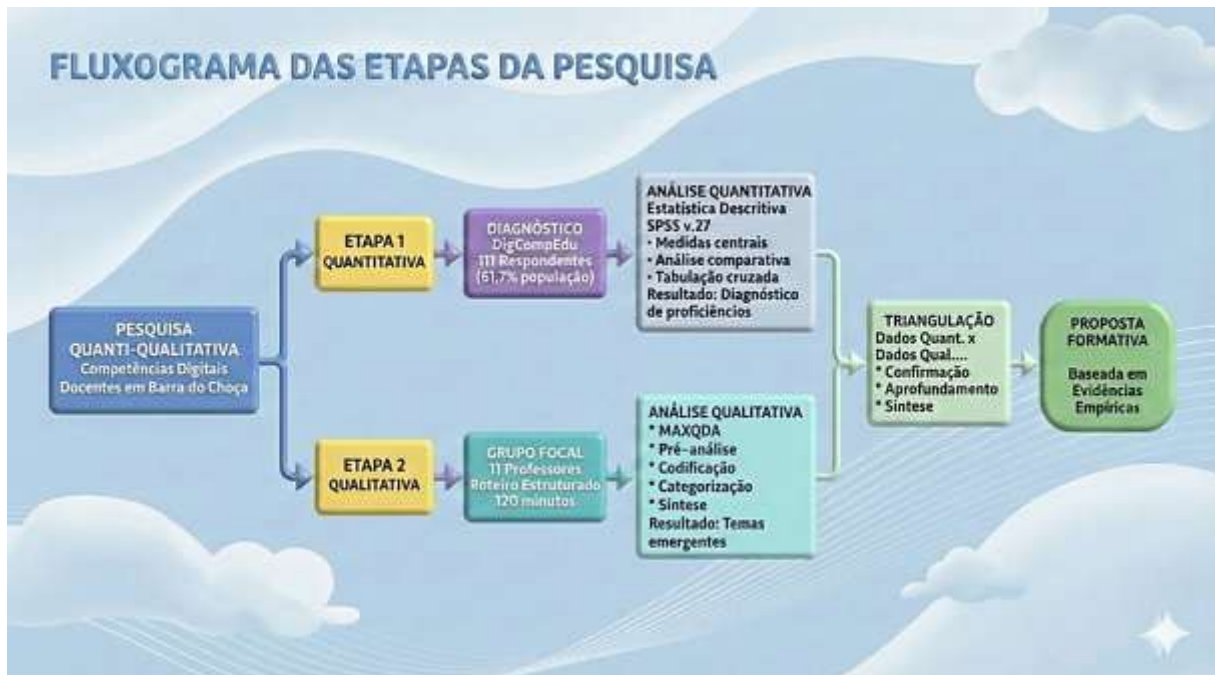 FLUXOGRAMA DAS ETAPAS DA PESQUISA
PESQUISA
QUANTI-QUALITATIVA
Competências Digitais
Docentes em Barra do Choça
ETAPA 1
QUANTITATIVA
DIAGNÓSTICO
DigCompEdu
111 Respondentes
(61,7% população)
ANÁLISE QUANTITATIVA
Estatística Descritiva
SPSS v.27
• Medidas centrais
• Análise comparativa
• Tabulação cruzada
Resultado: Diagnóstico
de proficiências
ETAPA 2
QUALITATIVA
GRUPO FOCAL
11 Professores
Roteiro Estruturado
120 minutos
ANÁLISE QUALITATIVA
* MAXQDA
* Pré-análise
* Codificação
* Categorização
* Síntese
Resultado: Temas
emergentes
TRIANGULAÇÃO
Dados Quant. x
Dados Qual....
* Confirmação
* Aprofundamento
* Síntese
PROPOSTA
FORMATIVA
Baseada em
Evidências
Empíricas